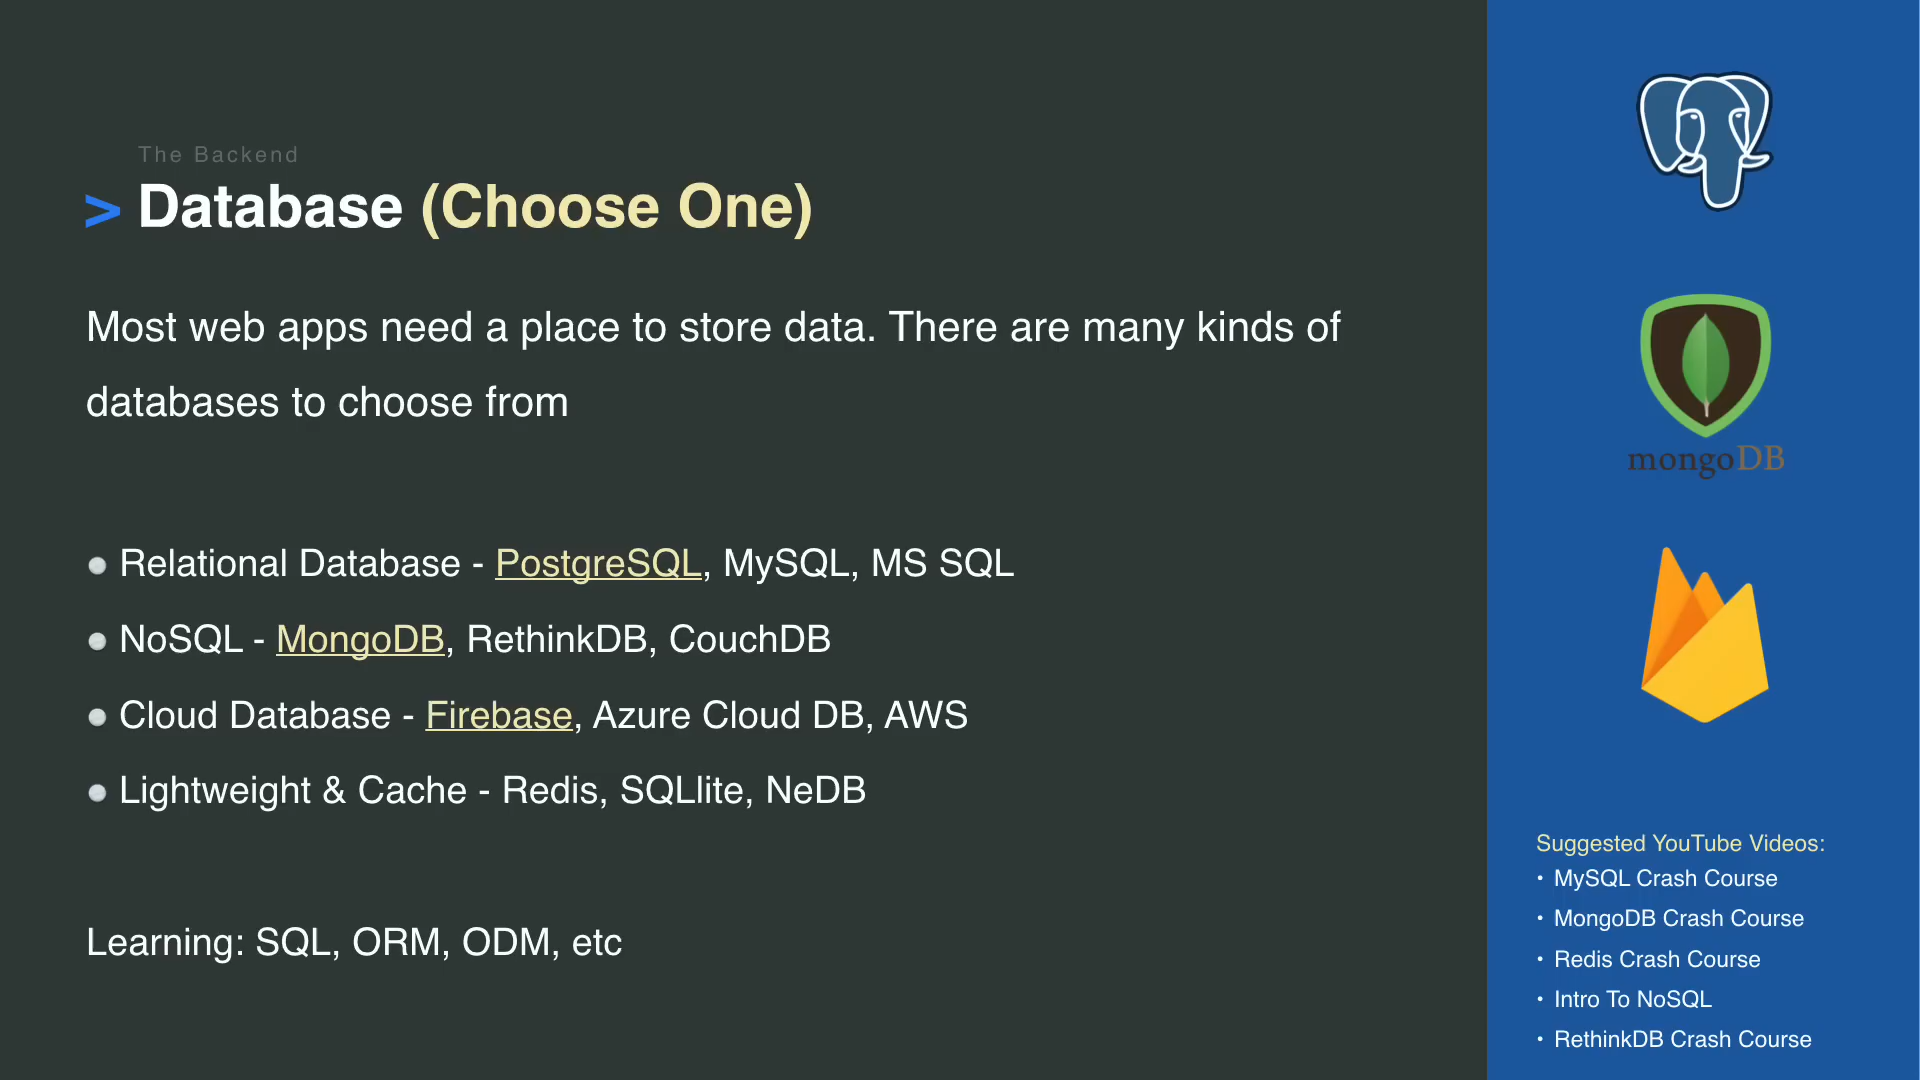 The Backend
> Database (Choose One)
Most web apps need a place to store data. There are many kinds of
databases to choose from
● Relational Database - PostgreSQL, MySQL, MS SQL
● NoSQL - MongoDB, RethinkDB, CouchDB
● Cloud Database - Firebase, Azure Cloud DB, AWS
● Lightweight & Cache - Redis, SQLlite, NeDB
Learning: SQL, ORM, ODM, etc
mongoDB
Suggested YouTube Videos:
• MySQL Crash Course
• MongoDB Crash Course
• Redis Crash Course
• Intro To NoSQL
• RethinkDB Crash Course